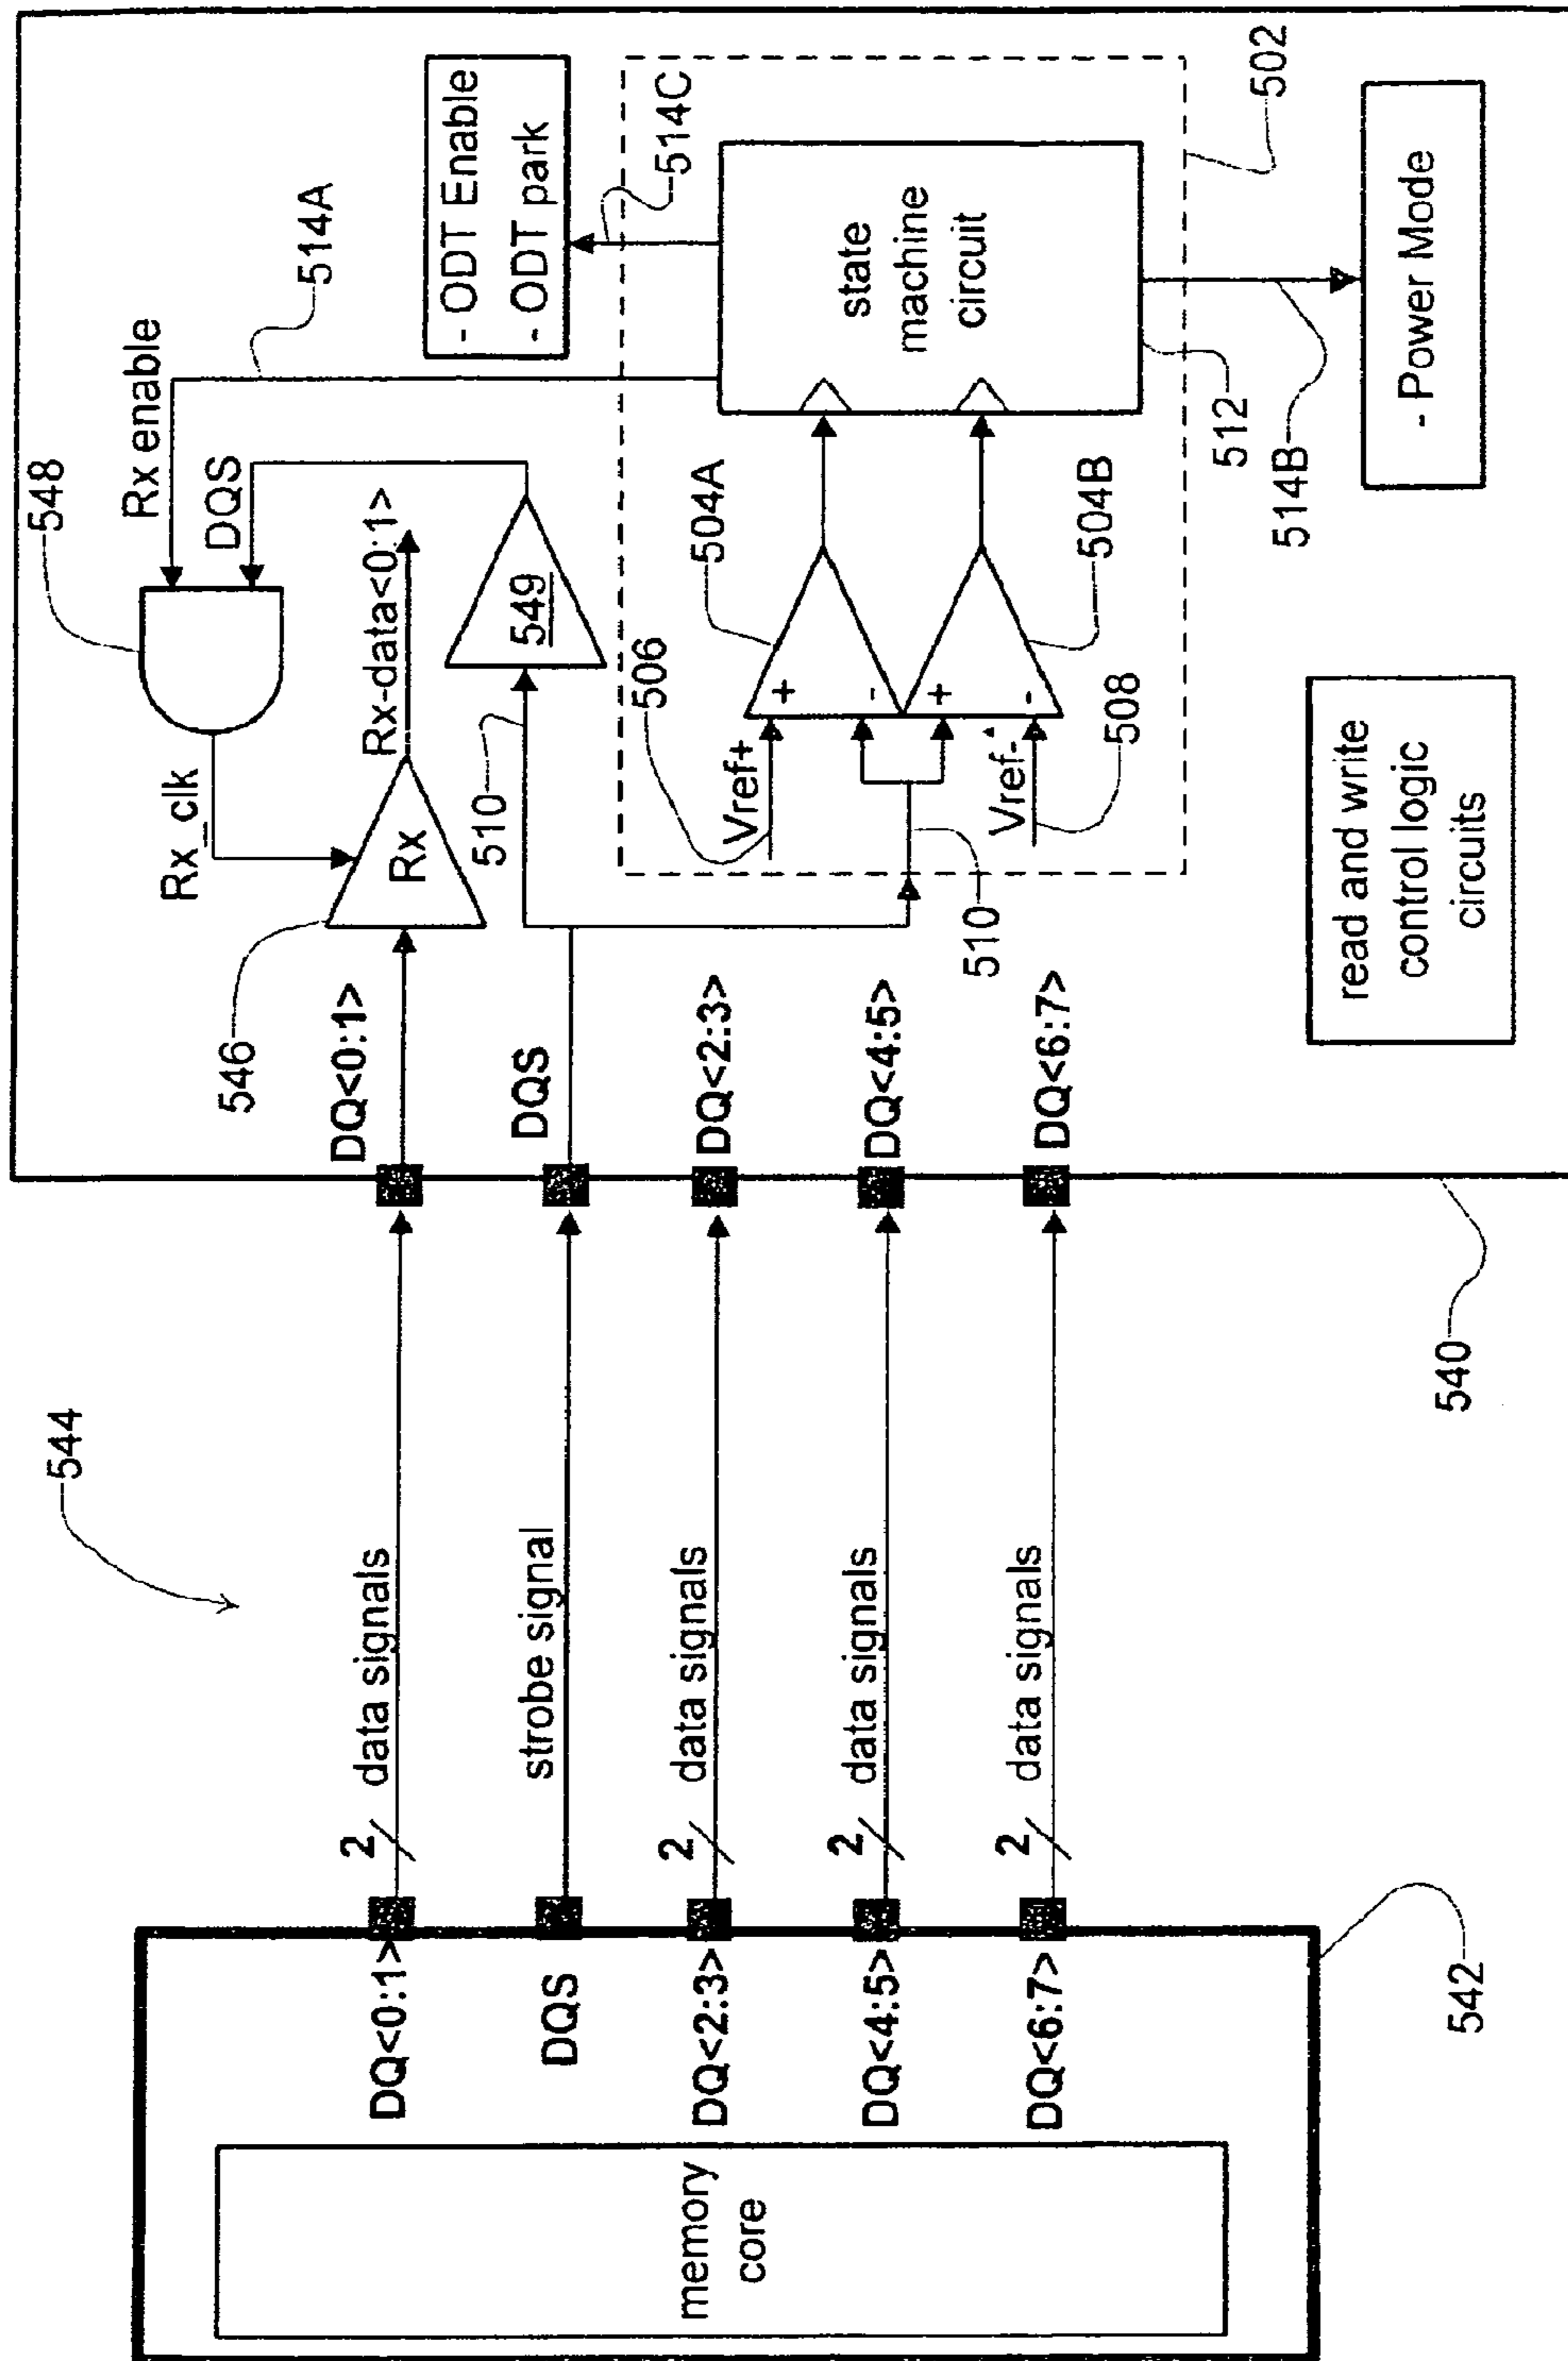 544
memory
core
DQ<0:1>
DQS
DQ<2:3>
DQ<4:5>
DQ<6:7>
542
2
data signals
strobe signal
2
data signals
2
data signals
2
data signals
540
DQ<0:1>
DQS
DQ<2:3>
DQ<4:5>
DQ<6:7>
546
Rx
Rx_clk
548
Rx enable
DQS
Rx-data<0:1>
514A
510
549
- ODT Enable
- ODT park
514C
506
Vref+
504A
+
-
+
-
510
Vref-
508
504B
state
machine
circuit
512
502
514B
- Power Mode
read and write
control logic
circuits